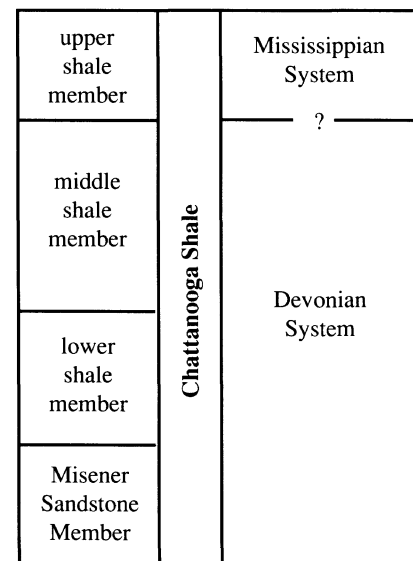 upper
shale
member
middle
shale
member
lower
shale
member
Misener
Sandstone
Member
Chattanooga Shale
Mississippian
System
?
Devonian
System